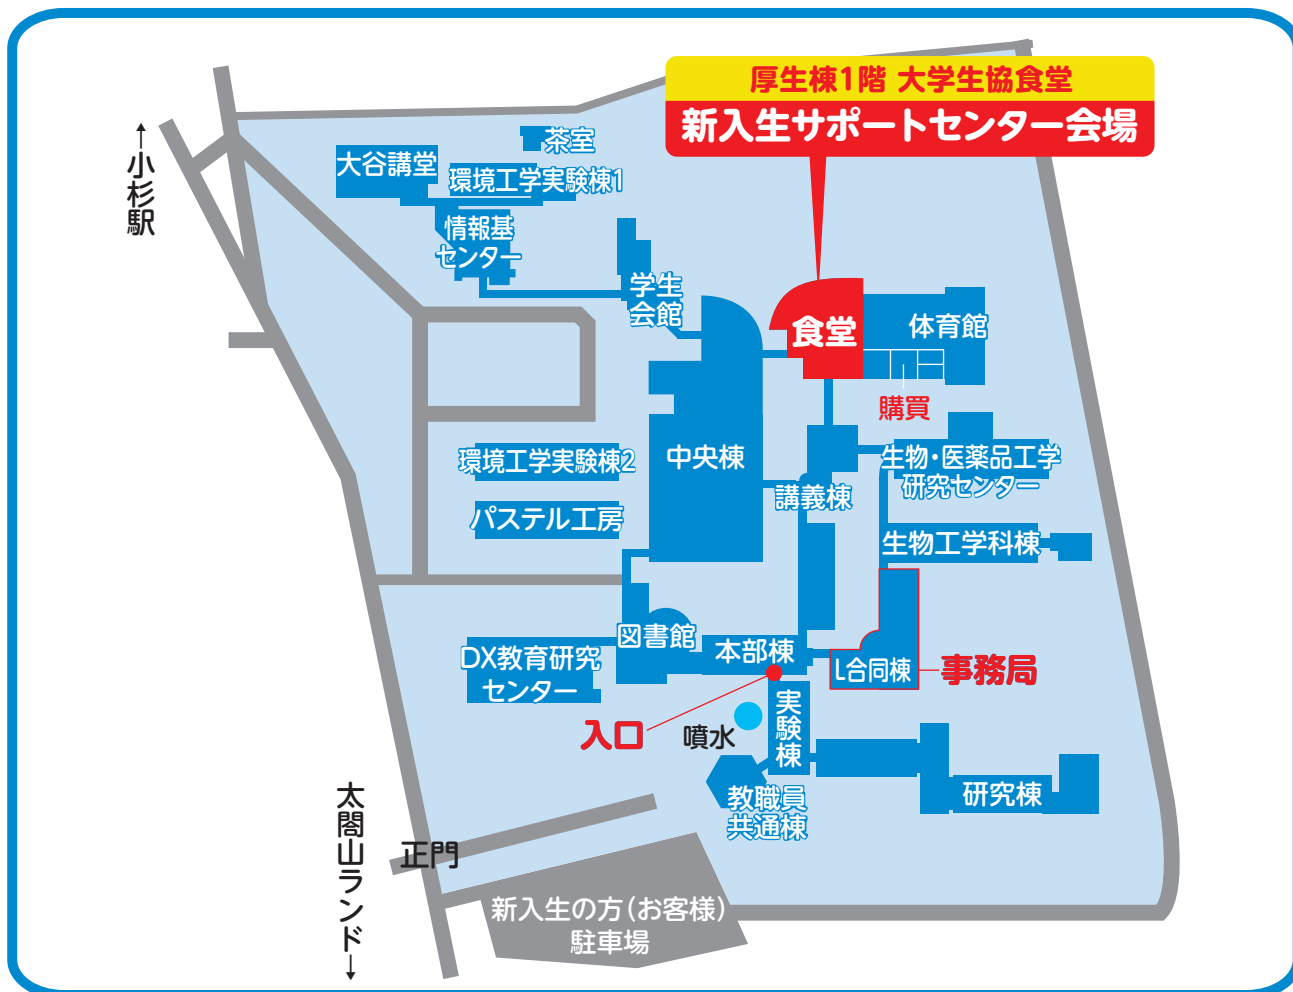 厚生棟1階 大学生協食堂
新入生サポートセンター会場
←小杉駅
茶室
大谷講堂
環境工学実験棟1
情報基
センター
学生
会館
食堂
体育館
購買
環境工学実験棟2
中央棟
生物・医薬品工学
研究センター
講義棟
パステル工房
生物工学科棟
図書館
本部棟
DX教育研究
センター
L合同棟
事務局
入口
噴水
実験棟
教職員
共通棟
研究棟
太閤山ランド→
正門
新入生の方(お客様)
駐車場